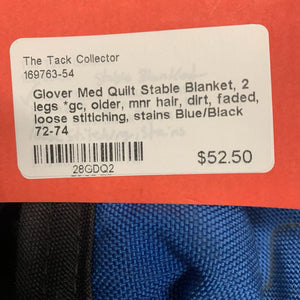 The Tack Collector
169763-54
Glover Med Quilt Stable Blanket, 2
legs *gc, older, mnr hair, dirt, faded,
loose stitiching, stains Blue/Black
72-74
$52.50
28GDQ2